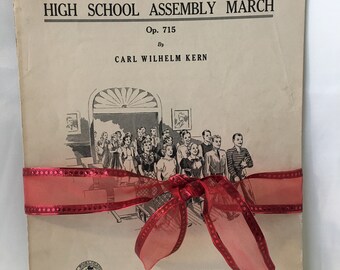 HIGH SCHOOL ASSEMBLY MARCH
Op. 715
By
CARL WILHELM KERN